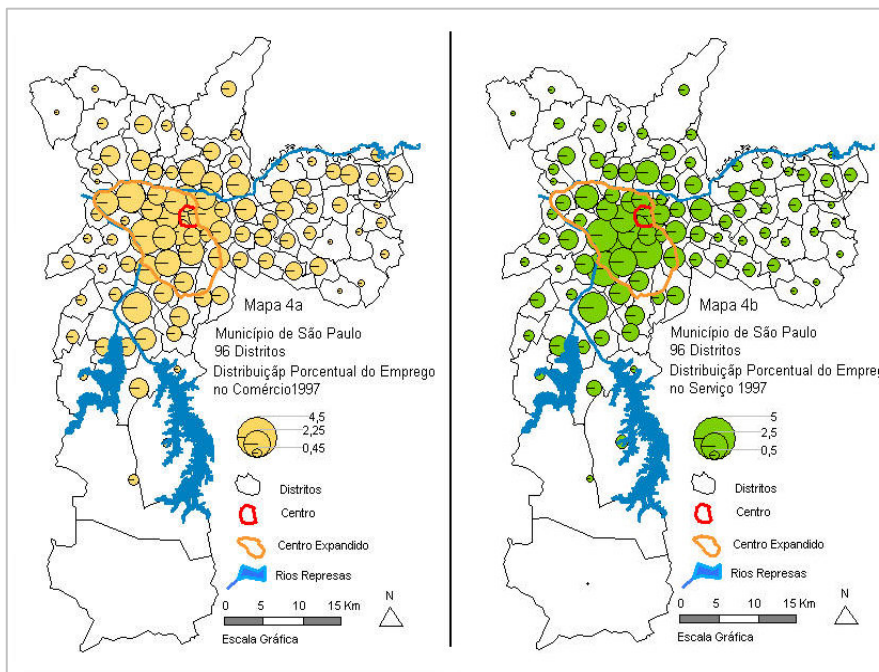 Mapa 4a
Município de São Paulo
96 Distritos
Distribuiçãp Porcentual do Emprego
no Comércio1997
4,5
2,25
0,45
Distritos
Centro
Centro Expandido
Rios Represas
0 5 10 15 Km
Escala Gráfica
N
Mapa 4b
Município de São Paulo
96 Distritos
Distribuiçãp Porcentual do Empreg
no Serviço 1997
5
2,5
0,5
Distritos
Centro
Centro Expandido
Rios Represas
0 5 10 15 Km
Escala Gráfica
N